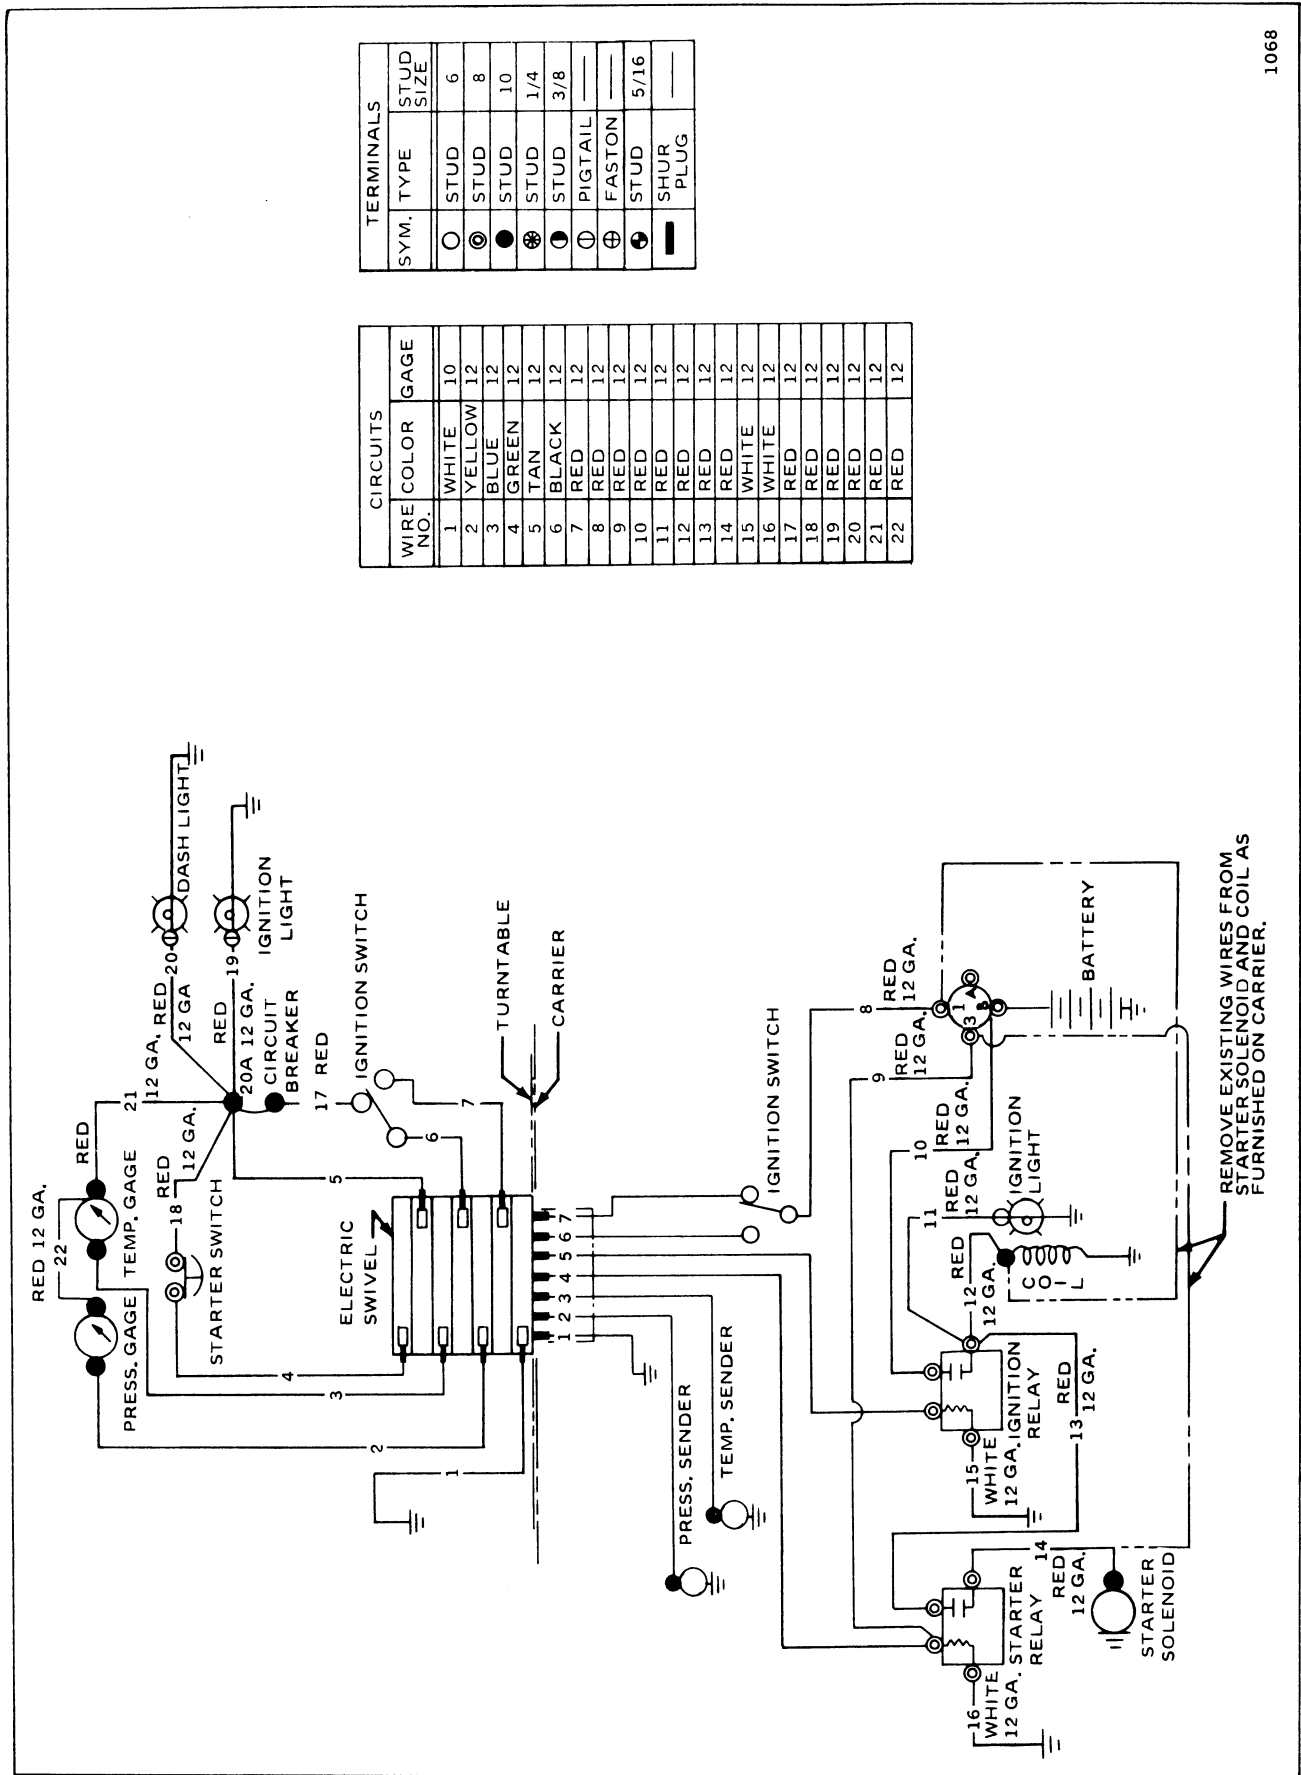 TERMINALS
SYM. TYPE STUD SIZE
STUD 6
STUD 8
STUD 10
STUD 1/4
STUD 3/8
PIGTAIL
FASTON
STUD 5/16
SHUR PLUG
CIRCUITS
WIRE NO. COLOR GAGE
1 WHITE 10
2 YELLOW 12
3 BLUE 12
4 GREEN 12
5 TAN 12
6 BLACK 12
7 RED 12
8 RED 12
9 RED 12
10 RED 12
11 RED 12
12 RED 12
13 RED 12
14 RED 12
15 WHITE 12
16 WHITE 12
17 RED 12
18 RED 12
19 RED 12
20 RED 12
21 RED 12
22 RED 12
RED 12 GA.
22
PRESS. GAGE
TEMP. GAGE
RED
21
12 GA.
RED
18
12 GA.
STARTER SWITCH
RED
20
12 GA
DASH LIGHT
RED
19
12 GA.
IGNITION
LIGHT
20A
CIRCUIT
BREAKER
17 RED
IGNITION SWITCH
7
6
5
4
3
2
1
ELECTRIC
SWIVEL
TURNTABLE
CARRIER
1 2 3 4 5 6 7
PRESS. SENDER
TEMP. SENDER
IGNITION SWITCH
8
RED
12 GA.
9
RED
12 GA.
10
RED
12 GA.
1
3
A
B
BATTERY
11
RED
12 GA.
IGNITION
LIGHT
12
RED
12 GA.
COIL
IGNITION
RELAY
13
RED
12 GA.
15
WHITE
12 GA.
14
RED
12 GA.
STARTER
RELAY
16
WHITE
12 GA.
STARTER
SOLENOID
REMOVE EXISTING WIRES FROM
STARTER SOLENOID AND COIL AS
FURNISHED ON CARRIER.
1068